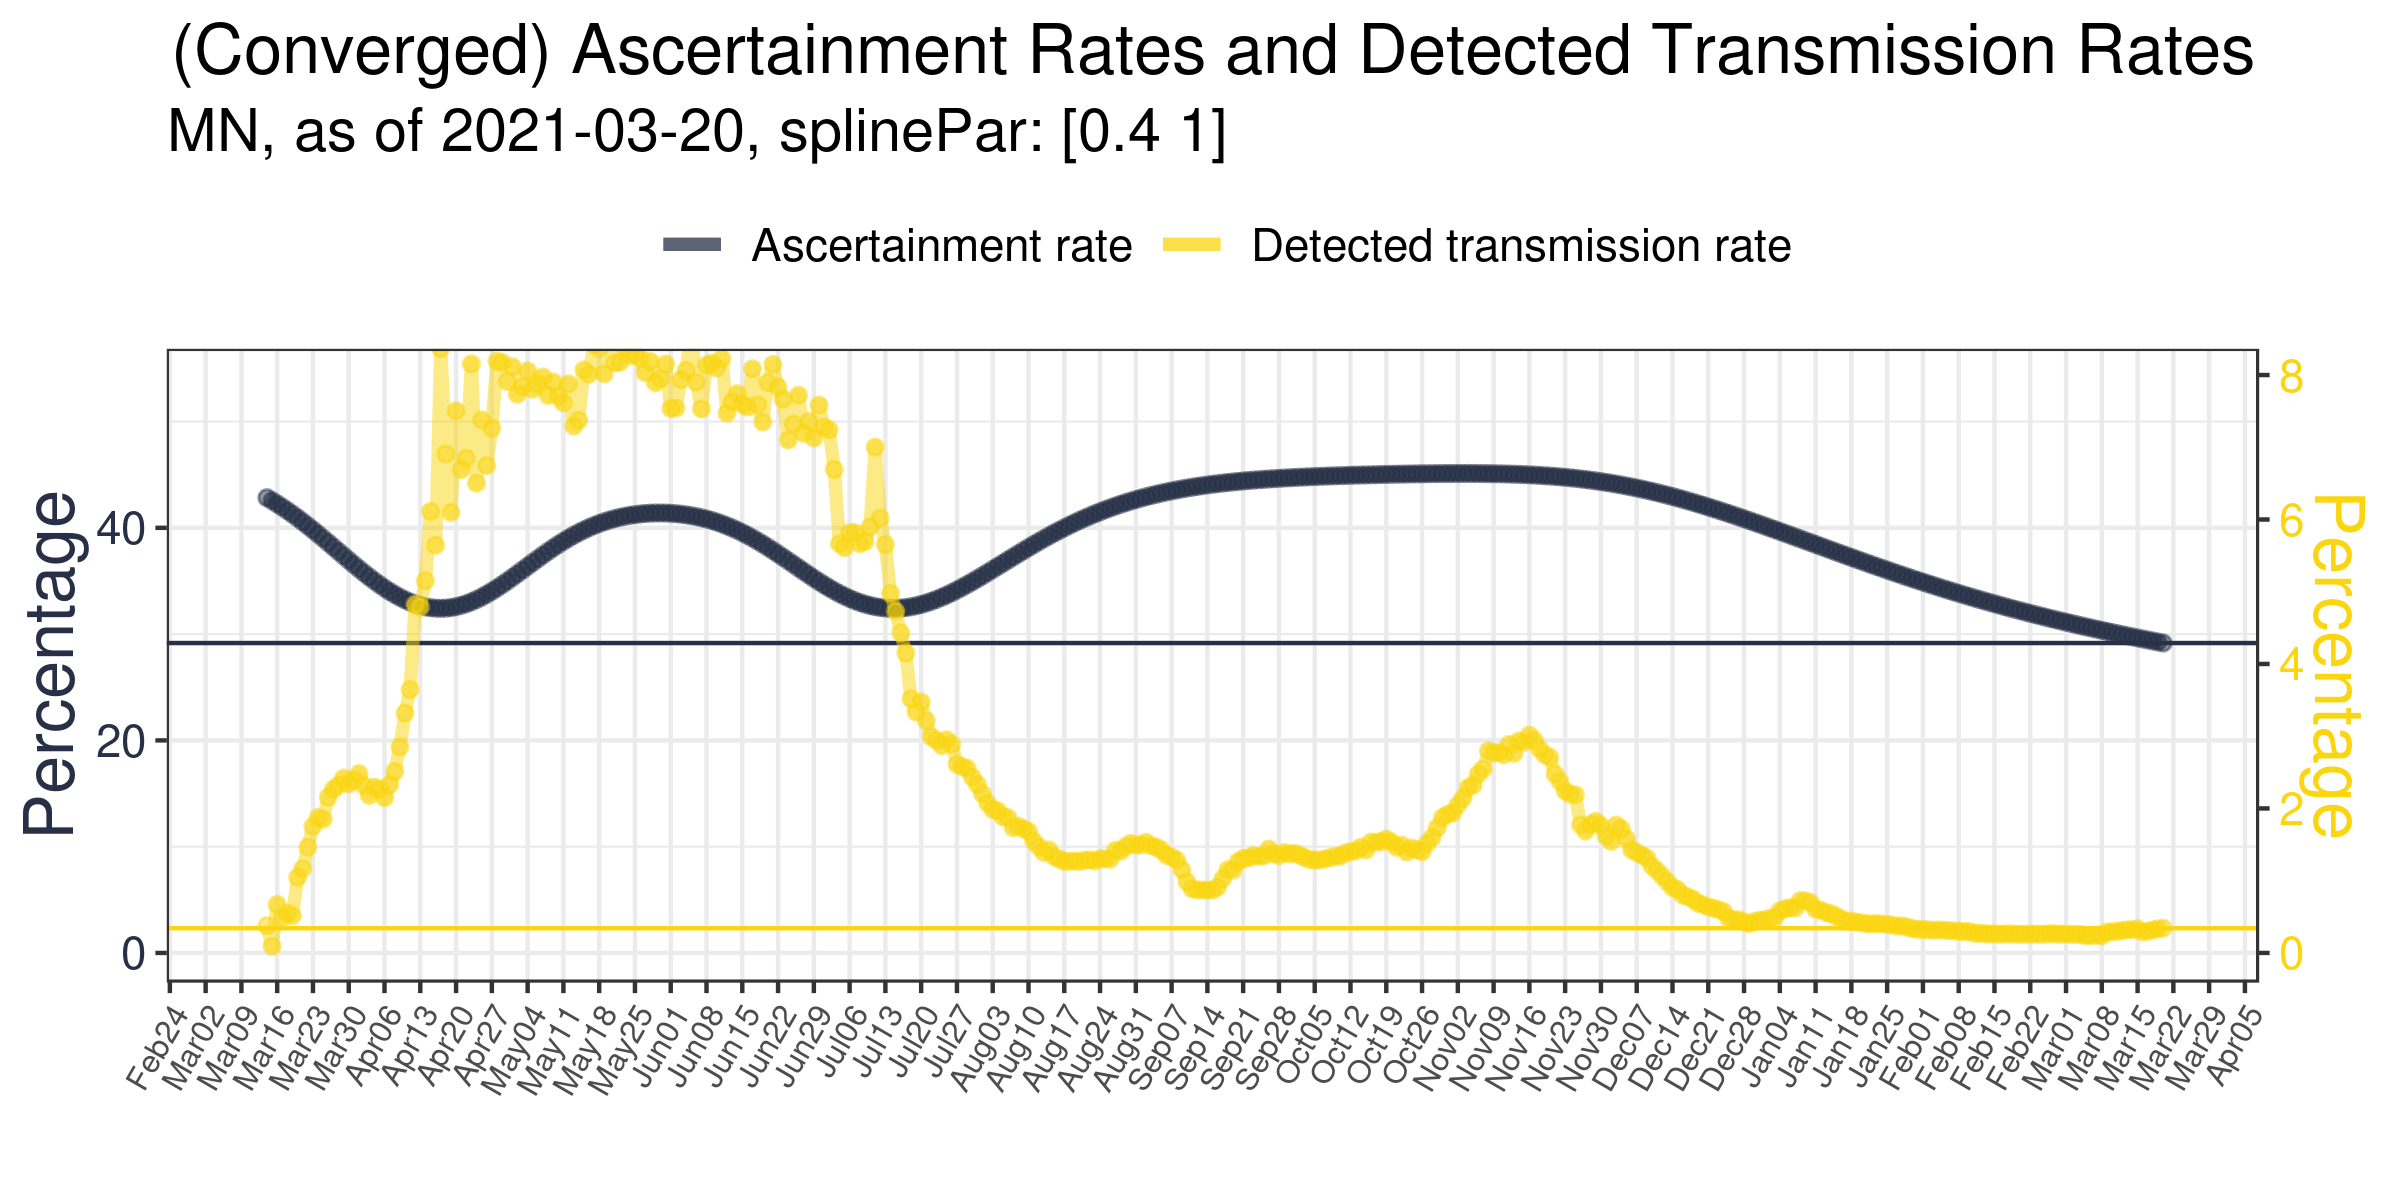 (Converged) Ascertainment Rates and Detected Transmission Rates
MN, as of 2021-03-20, splinePar: [0.4 1]
Ascertainment rate Detected transmission rate
Percentage
40
20
0
8
6
4
2
0
Percentage
Feb24 Mar02 Mar09 Mar16 Mar23 Mar30 Apr06 Apr13 Apr20 Apr27 May04 May11 May18 May25 Jun01 Jun08 Jun15 Jun22 Jun29 Jul06 Jul13 Jul20 Jul27 Aug03 Aug10 Aug17 Aug24 Aug31 Sep07 Sep14 Sep21 Sep28 Oct05 Oct12 Oct19 Oct26 Nov02 Nov09 Nov16 Nov23 Nov30 Dec07 Dec14 Dec21 Dec28 Jan04 Jan11 Jan18 Jan25 Feb01 Feb08 Feb15 Feb22 Mar01 Mar08 Mar15 Mar22 Mar29 Apr05